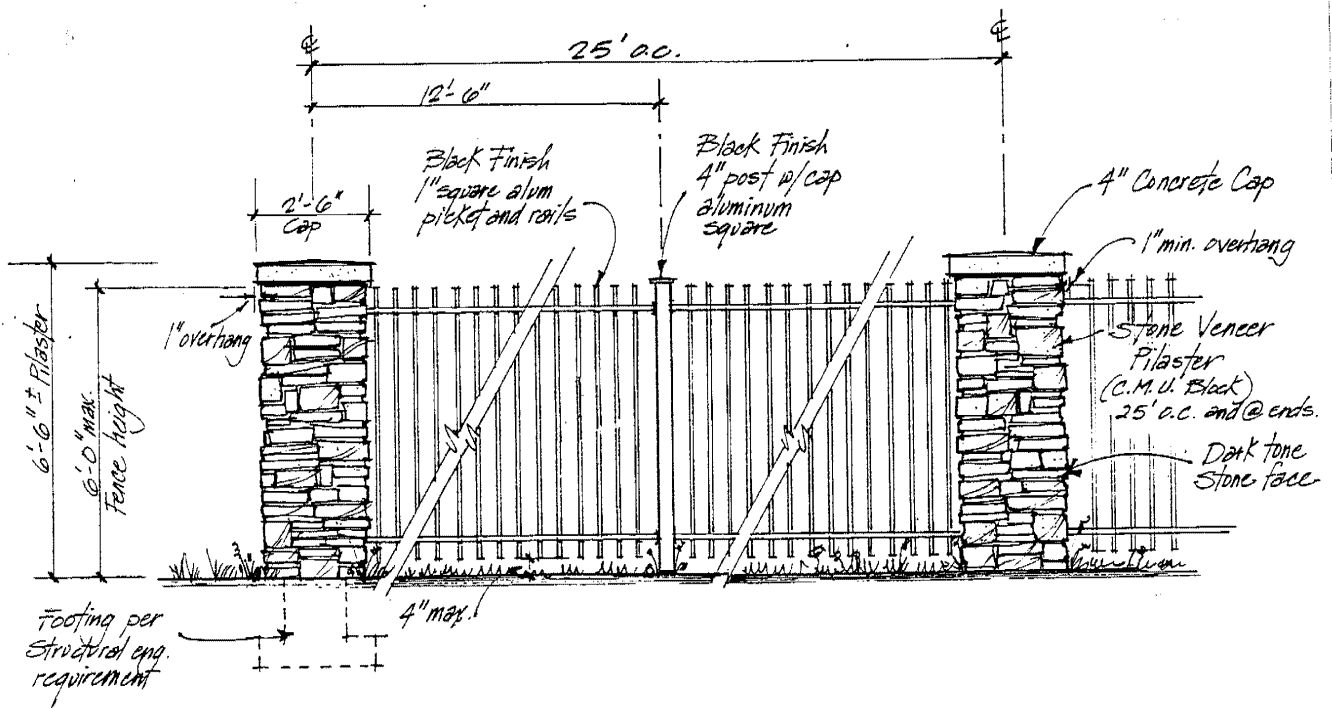 ℄
25' o.c.
℄
12'-6"
Black Finish
1" square alum
picket and rails
Black Finish
4" post w/ cap
aluminum
square
4" Concrete Cap
2'-6"
Cap
1" min. overhang
1" overhang
6'-6" ± Pilaster
6'-0" max.
Fence height
Stone Veneer
Pilaster
(C.M.U. Block)
25' o.c. and @ ends.
Dark tone
Stone face
4" max.
Footing per
Structural eng.
requirement